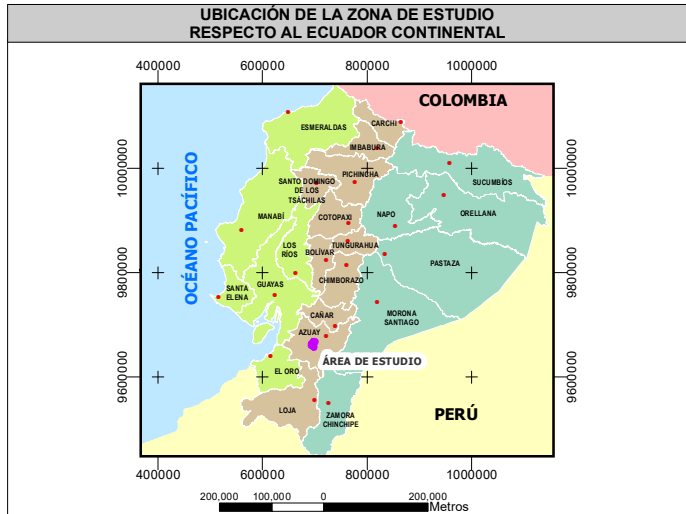 UBICACIÓN DE LA ZONA DE ESTUDIO
RESPECTO AL ECUADOR CONTINENTAL
400000 600000 800000 1000000
COLOMBIA
CARCHI
ESMERALDAS
IMBABURA
10000000
PICHINCHA
10000000
SANTO DOMINGO
DE LOS
TSÁCHILAS
SUCUMBÍOS
OCÉANO PACÍFICO
MANABÍ
COTOPAXI
NAPO
ORELLANA
LOS
RÍOS
BOLÍVAR
TUNGURAHUA
PASTAZA
9800000
SANTA
ELENA
GUAYAS
CHIMBORAZO
9800000
CAÑAR
MORONA
SANTIAGO
AZUAY
ÁREA DE ESTUDIO
9600000
EL ORO
9600000
LOJA
ZAMORA
CHINCHIPE
PERÚ
400000 600000 800000 1000000
200,000 100,000 0 200,000
Metros